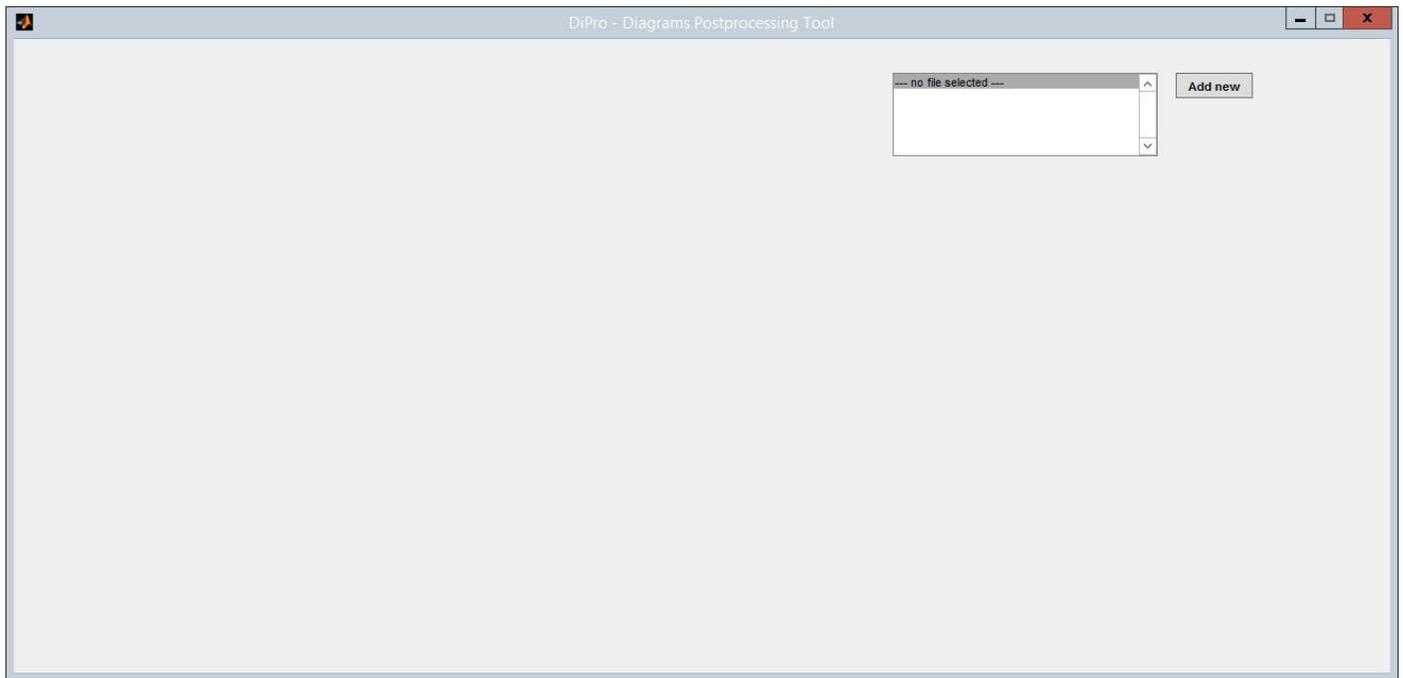 DiPro - Diagrams Postprocessing Tool
--- no file selected ---
Add new